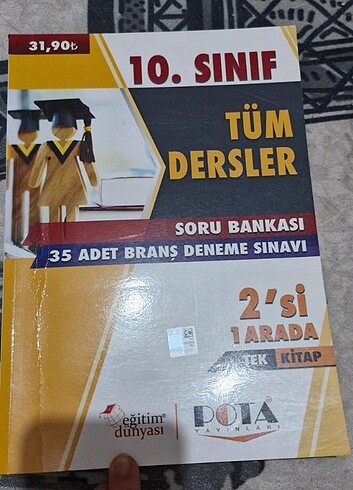 31,90₺
10. SINIF
TÜM
DERSLER
SORU BANKASI
35 ADET BRANŞ DENEME SINAVI
2'si
1 ARADA
TEK KİTAP
eğitim
dünyası
POTA
YAYINLARI